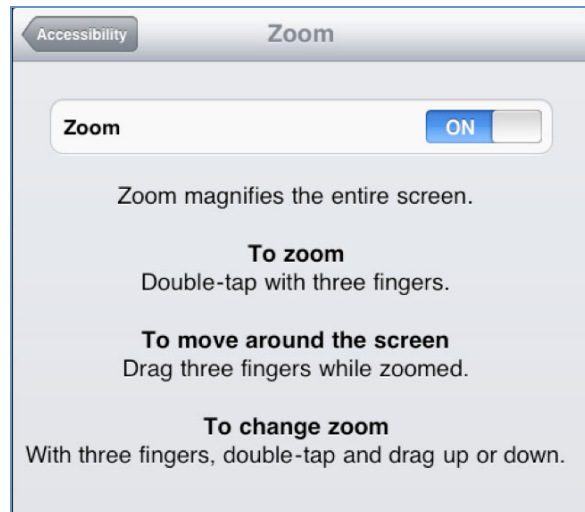 Accessibility
Zoom
Zoom
ON
Zoom magnifies the entire screen.
To zoom
Double-tap with three fingers.
To move around the screen
Drag three fingers while zoomed.
To change zoom
With three fingers, double-tap and drag up or down.